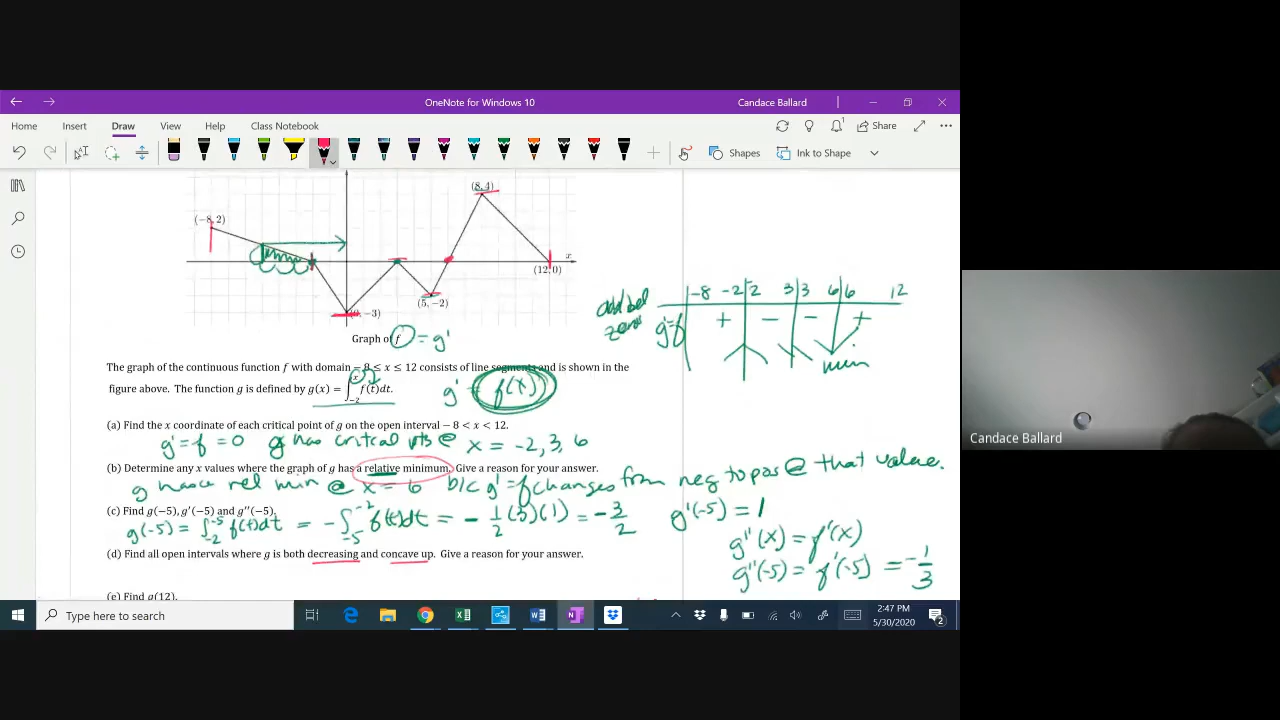 OneNote for Windows 10
Candace Ballard
Home Insert Draw View Help Class Notebook
Share
Shapes Ink to Shape
(8, 4)
(−8, 2)
x
(12, 0)
(5, −2)
−3)
Graph of f = g'
−8 −2 −2 3 3 6 6 12
g'=f + − − +
min
The graph of the continuous function f with domain −8 ≤ x ≤ 12 consists of line segments and is shown in the
figure above. The function g is defined by g(x) = ∫_{−2}^{x} f(t)dt.
g' = f(x)
(a) Find the x coordinate of each critical point of g on the open interval −8 < x < 12.
g'=f=0 g has critical pts @ x = −2, 3, 6
(b) Determine any x values where the graph of g has a relative minimum. Give a reason for your answer.
g has a rel min @ x = 6 b/c g'=f changes from neg to pos @ that value.
(c) Find g(−5), g'(−5) and g''(−5).
g(−5) = ∫_{−2}^{−5} f(t)dt = −∫_{−5}^{−2} f(t)dt = −1/2 (3)(1) = −3/2
g'(−5) = 1
g''(x) = f'(x)
g''(−5) = f'(−5) = −1/3
(d) Find all open intervals where g is both decreasing and concave up. Give a reason for your answer.
(e) Find g(12).
Type here to search
2:47 PM
5/30/2020
2
Candace Ballard